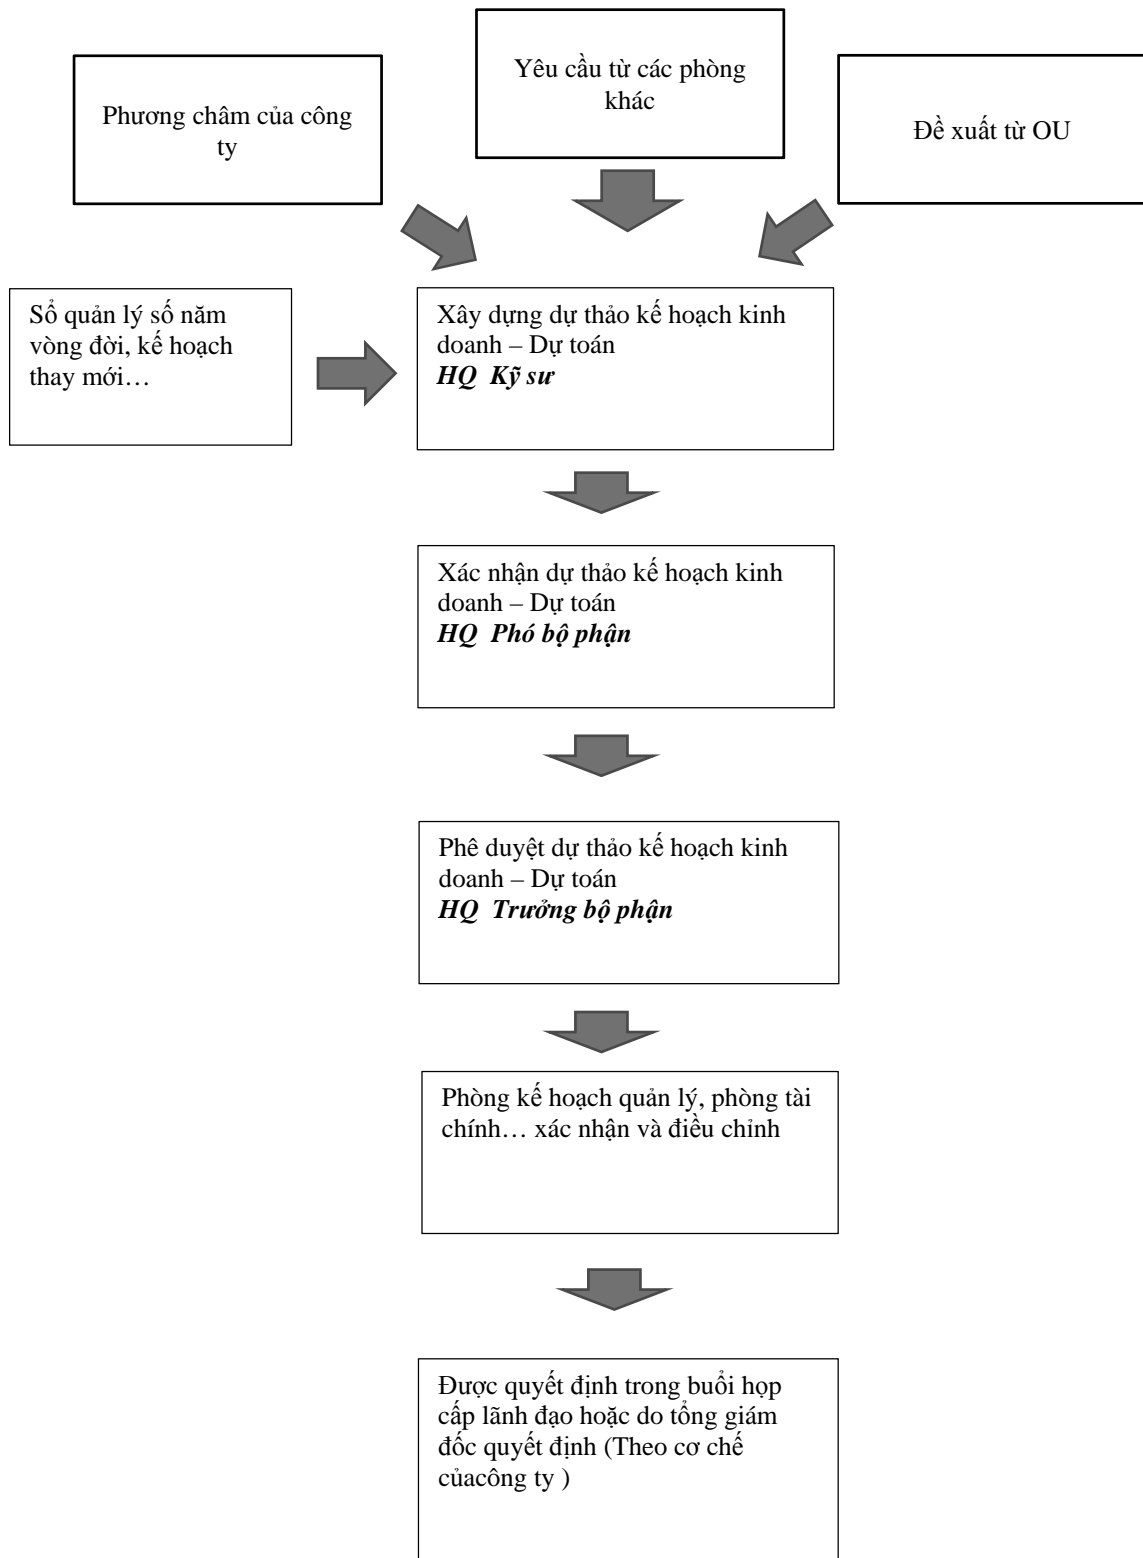 Phương châm của công
ty
Yêu cầu từ các phòng
khác
Đề xuất từ OU
Sổ quản lý số năm
vòng đời, kế hoạch
thay mới…
Xây dựng dự thảo kế hoạch kinh
doanh – Dự toán
HQ Kỹ sư
Xác nhận dự thảo kế hoạch kinh
doanh – Dự toán
HQ Phó bộ phận
Phê duyệt dự thảo kế hoạch kinh
doanh – Dự toán
HQ Trưởng bộ phận
Phòng kế hoạch quản lý, phòng tài
chính… xác nhận và điều chỉnh
Được quyết định trong buổi họp
cấp lãnh đạo hoặc do tổng giám
đốc quyết định (Theo cơ chế
củacông ty )